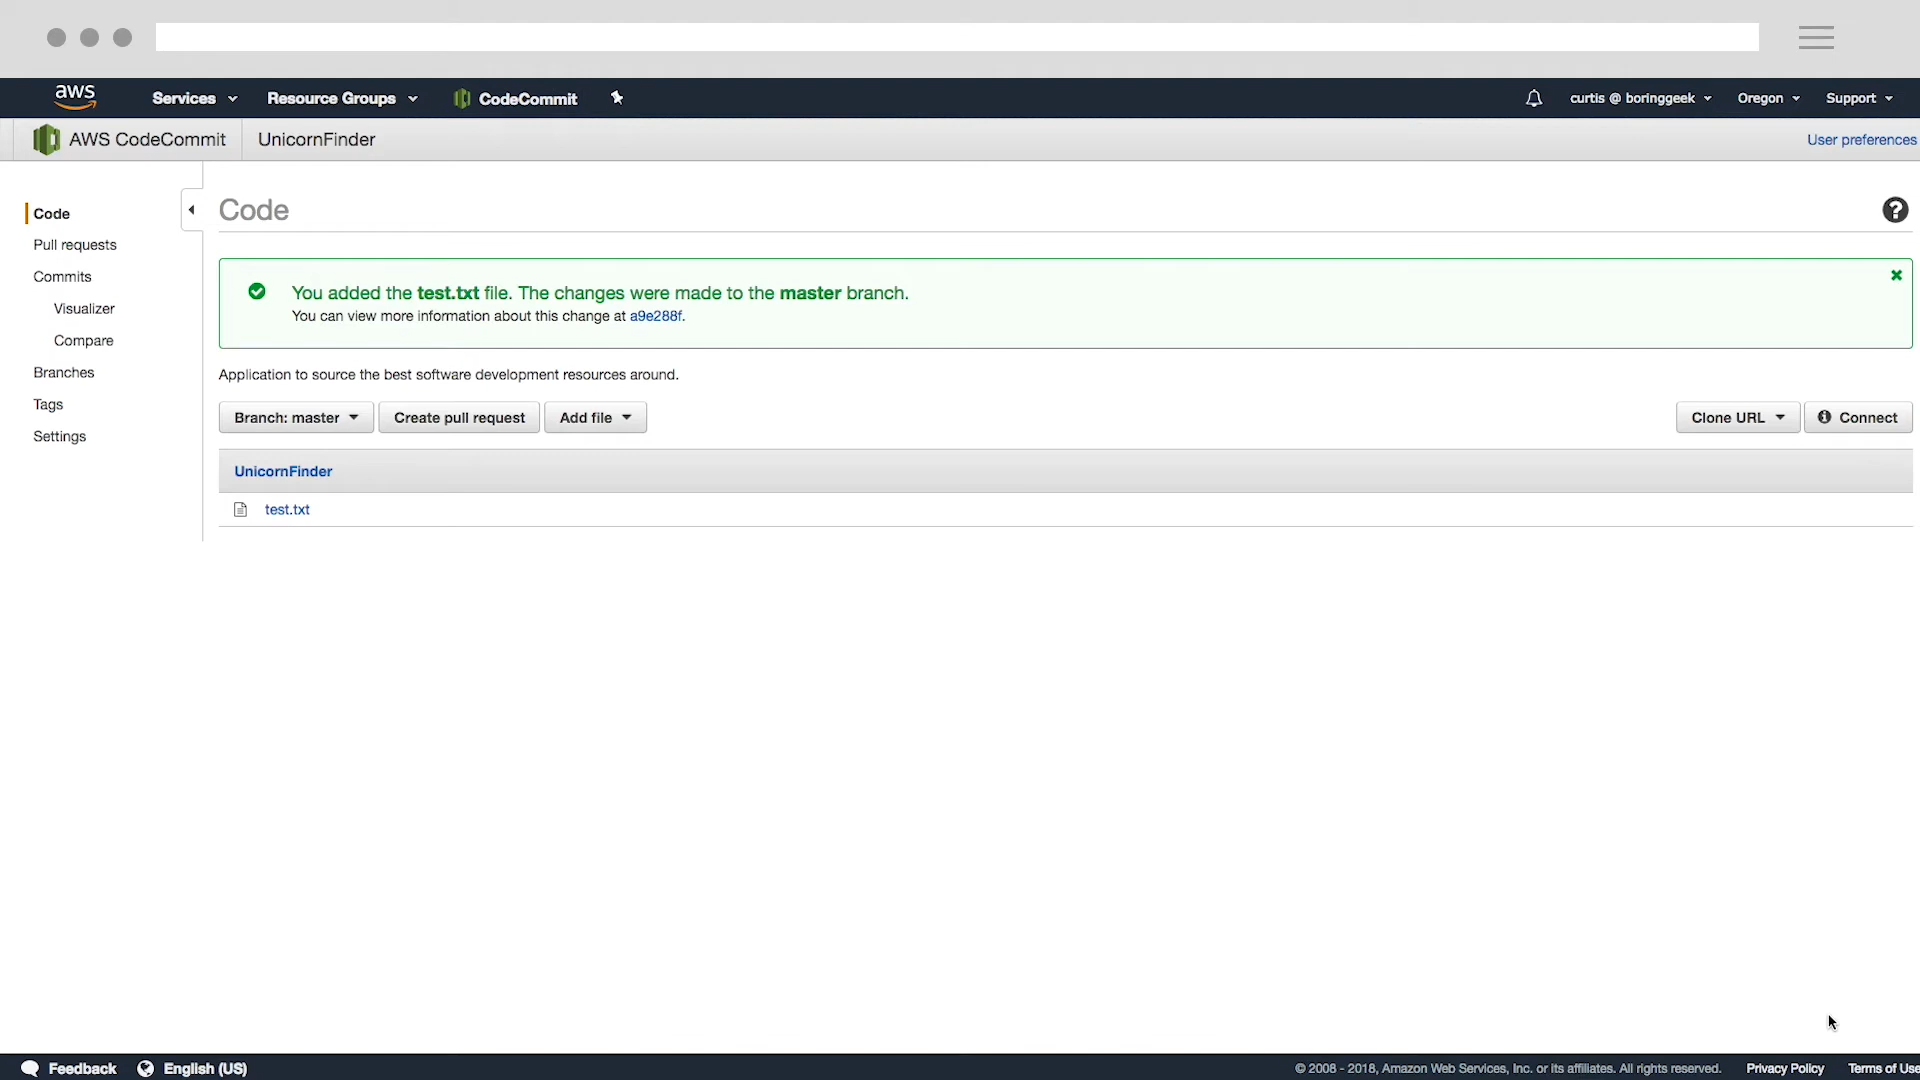 aws Services Resource Groups CodeCommit curtis @ boringgeek Oregon Support
AWS CodeCommit UnicornFinder User preferences
Code
Pull requests
Commits
Visualizer
Compare
Branches
Tags
Settings
Code
You added the test.txt file. The changes were made to the master branch.
You can view more information about this change at a9e288f.
Application to source the best software development resources around.
Branch: master Create pull request Add file Clone URL Connect
UnicornFinder
test.txt
Feedback English (US) © 2008 - 2018, Amazon Web Services, Inc. or its affiliates. All rights reserved. Privacy Policy Terms of Use